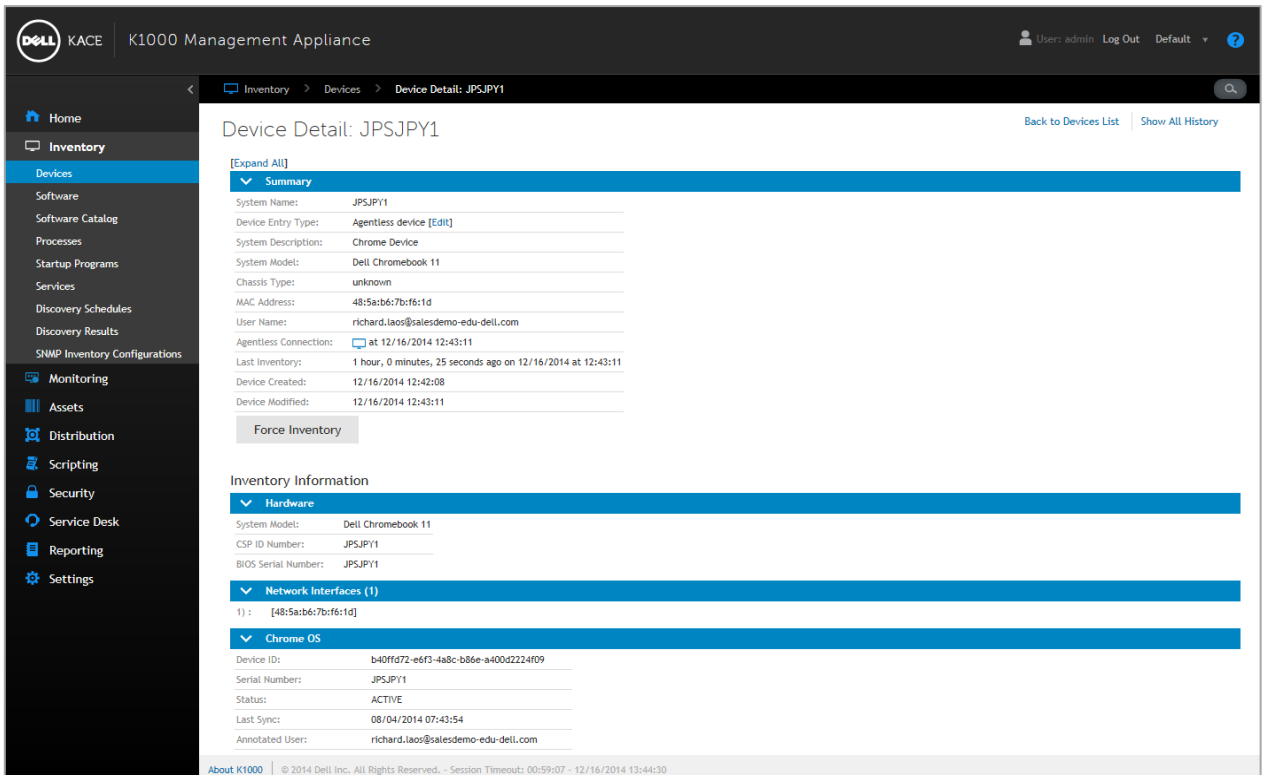 DELL KACE K1000 Management Appliance User: admin Log Out Default ?
Inventory > Devices > Device Detail: JPSJPY1
Home
Inventory
Devices
Software
Software Catalog
Processes
Startup Programs
Services
Discovery Schedules
Discovery Results
SNMP Inventory Configurations
Monitoring
Assets
Distribution
Scripting
Security
Service Desk
Reporting
Settings
Device Detail: JPSJPY1 Back to Devices List Show All History
[Expand All]
Summary
System Name: JPSJPY1
Device Entry Type: Agentless device [Edit]
System Description: Chrome Device
System Model: Dell Chromebook 11
Chassis Type: unknown
MAC Address: 48:5a:b6:7b:f6:1d
User Name: richard.laos@salesdemo-edu-dell.com
Agentless Connection: at 12/16/2014 12:43:11
Last Inventory: 1 hour, 0 minutes, 25 seconds ago on 12/16/2014 at 12:43:11
Device Created: 12/16/2014 12:42:08
Device Modified: 12/16/2014 12:43:11
Force Inventory
Inventory Information
Hardware
System Model: Dell Chromebook 11
CSP ID Number: JPSJPY1
BIOS Serial Number: JPSJPY1
Network Interfaces (1)
1) : [48:5a:b6:7b:f6:1d]
Chrome OS
Device ID: b40ffd72-e6f3-4a8c-b86e-a400d2224f09
Serial Number: JPSJPY1
Status: ACTIVE
Last Sync: 08/04/2014 07:43:54
Annotated User: richard.laos@salesdemo-edu-dell.com
About K1000 © 2014 Dell Inc. All Rights Reserved. - Session Timeout: 00:59:07 - 12/16/2014 13:44:30